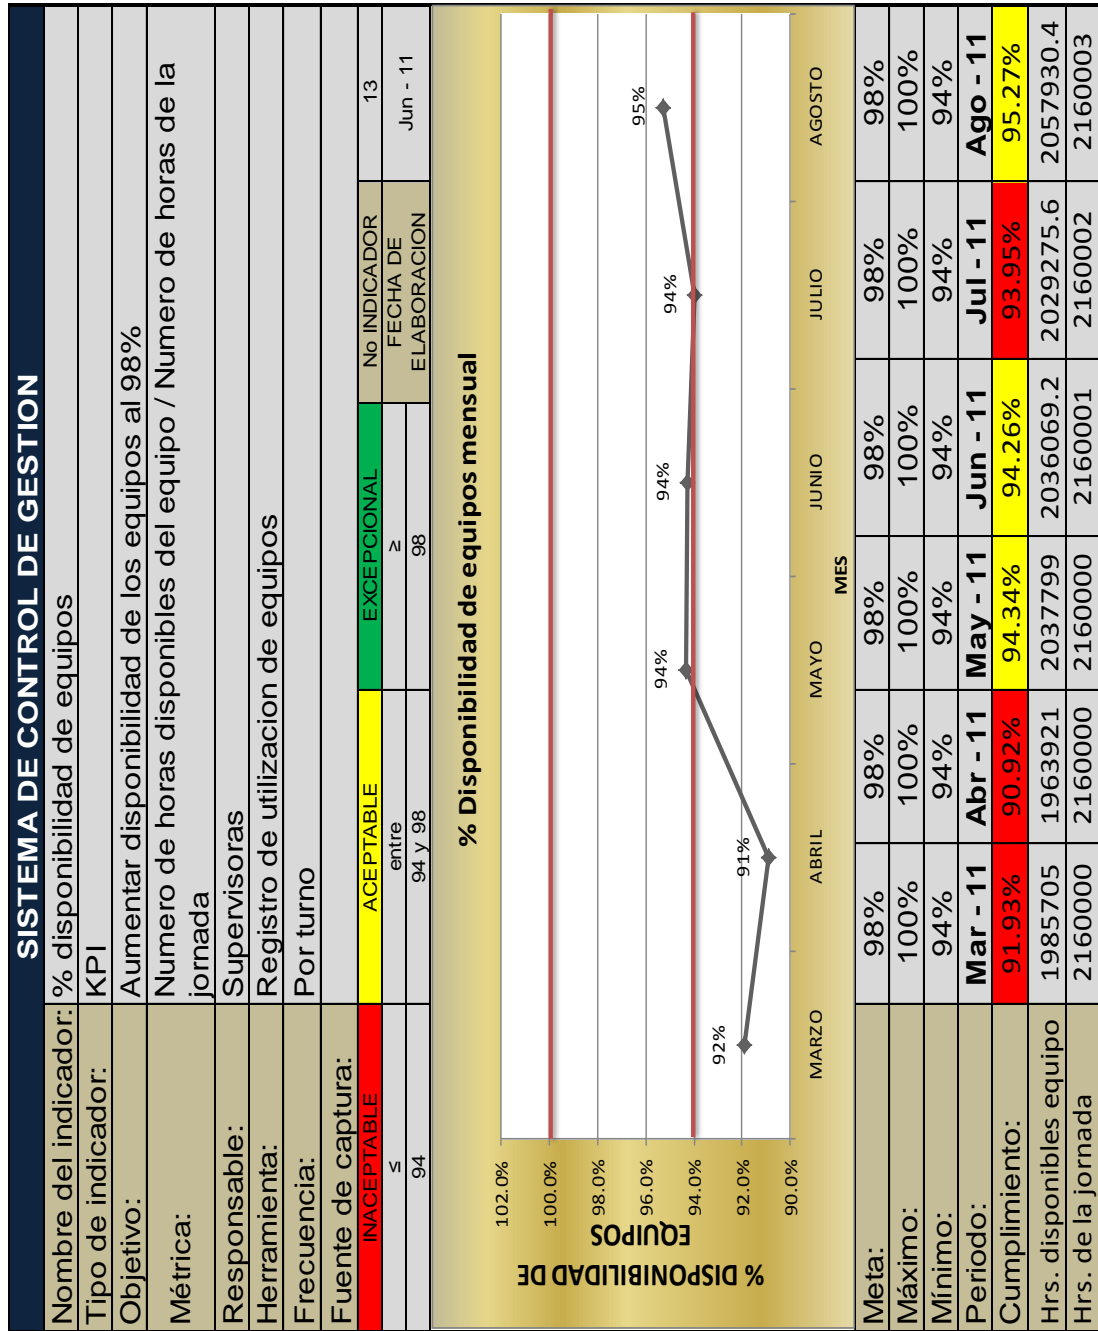 SISTEMA DE CONTROL DE GESTION
Nombre del indicador: % disponibilidad de equipos
Tipo de indicador: KPI
Objetivo: Aumentar disponibilidad de los equipos al 98%
Métrica: Numero de horas disponibles del equipo / Numero de horas de la
jornada
Responsable: Supervisoras
Herramienta: Registro de utilizacion de equipos
Frecuencia: Por turno
Fuente de captura:
INACEPTABLE ACEPTABLE EXCEPCIONAL No INDICADOR 13
≤ entre ≥ FECHA DE Jun - 11
94 94 y 98 98 ELABORACION
% Disponibilidad de equipos mensual
% DISPONIBILIDAD DE
EQUIPOS
102.0%
100.0%
98.0%
96.0%
94.0%
92.0%
90.0%
92% 91% 94% 94% 94% 95%
MARZO ABRIL MAYO JUNIO JULIO AGOSTO
MES
Meta: 98% 98% 98% 98% 98% 98%
Máximo: 100% 100% 100% 100% 100% 100%
Mínimo: 94% 94% 94% 94% 94% 94%
Periodo: Mar - 11 Abr - 11 May - 11 Jun - 11 Jul - 11 Ago - 11
Cumplimiento: 91.93% 90.92% 94.34% 94.26% 93.95% 95.27%
Hrs. disponibles equipo 1985705 1963921 2037799 2036069.2 2029275.6 2057930.4
Hrs. de la jornada 2160000 2160000 2160000 2160001 2160002 2160003